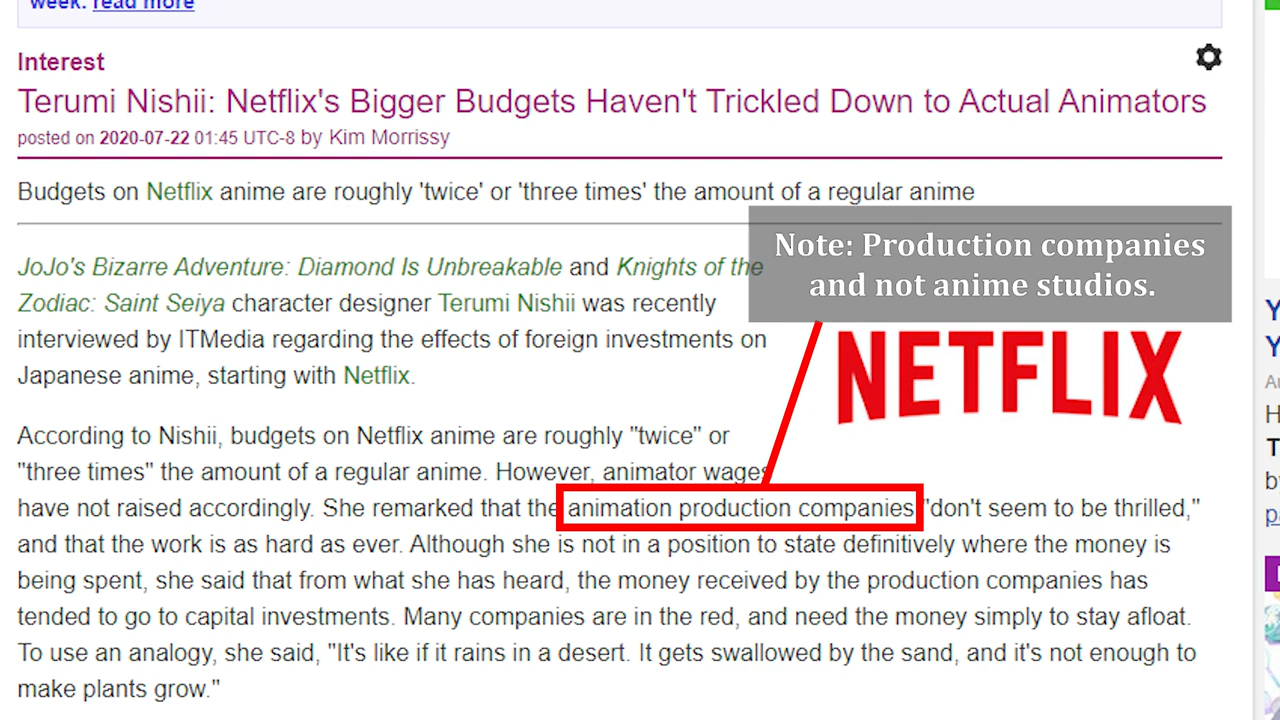 week. read more
Interest
Terumi Nishii: Netflix's Bigger Budgets Haven't Trickled Down to Actual Animators
posted on 2020-07-22 01:45 UTC-8 by Kim Morrissy
Budgets on Netflix anime are roughly 'twice' or 'three times' the amount of a regular anime
Note: Production companies
and not anime studios.
JoJo's Bizarre Adventure: Diamond Is Unbreakable and Knights of the
Zodiac: Saint Seiya character designer Terumi Nishii was recently
interviewed by ITMedia regarding the effects of foreign investments on
Japanese anime, starting with Netflix.
NETFLIX
According to Nishii, budgets on Netflix anime are roughly "twice" or
"three times" the amount of a regular anime. However, animator wages
have not raised accordingly. She remarked that the animation production companies "don't seem to be thrilled,"
and that the work is as hard as ever. Although she is not in a position to state definitively where the money is
being spent, she said that from what she has heard, the money received by the production companies has
tended to go to capital investments. Many companies are in the red, and need the money simply to stay afloat.
To use an analogy, she said, "It's like if it rains in a desert. It gets swallowed by the sand, and it's not enough to
make plants grow."